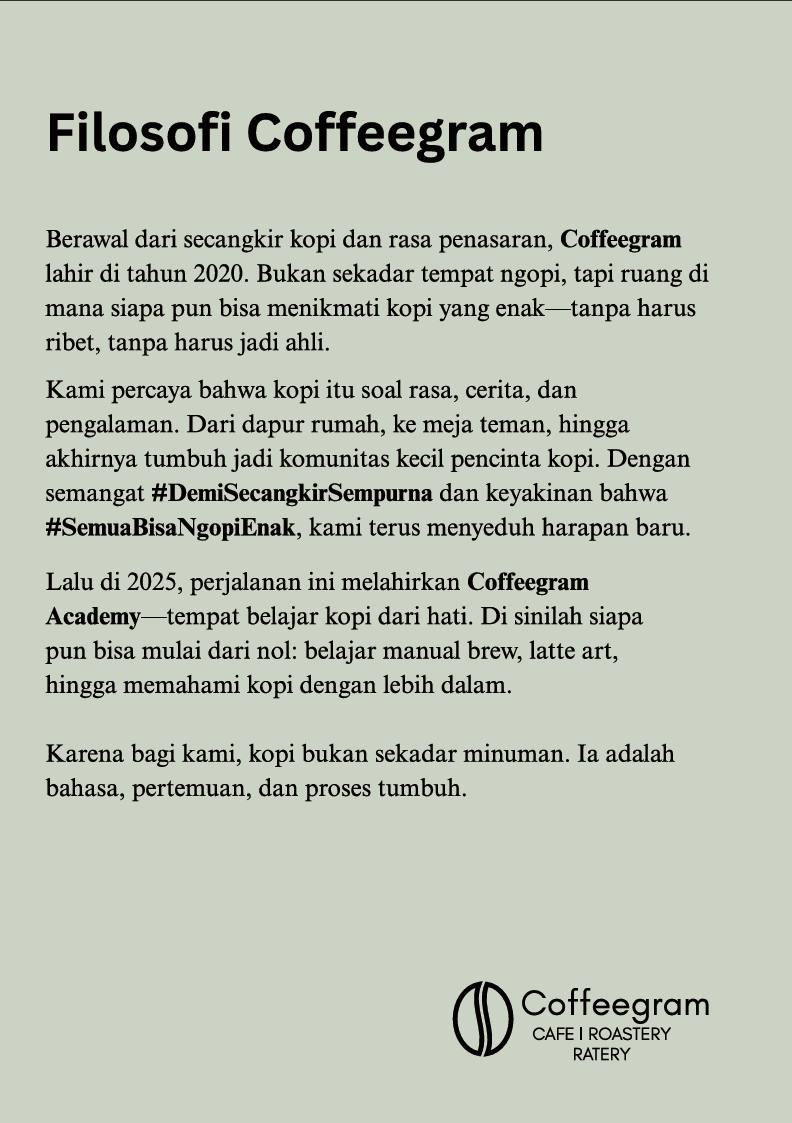 Filosofi Coffeegram
Berawal dari secangkir kopi dan rasa penasaran, Coffeegram
lahir di tahun 2020. Bukan sekadar tempat ngopi, tapi ruang di
mana siapa pun bisa menikmati kopi yang enak—tanpa harus
ribet, tanpa harus jadi ahli.
Kami percaya bahwa kopi itu soal rasa, cerita, dan
pengalaman. Dari dapur rumah, ke meja teman, hingga
akhirnya tumbuh jadi komunitas kecil pencinta kopi. Dengan
semangat #DemiSecangkirSempurna dan keyakinan bahwa
#SemuaBisaNgopiEnak, kami terus menyeduh harapan baru.
Lalu di 2025, perjalanan ini melahirkan Coffeegram
Academy—tempat belajar kopi dari hati. Di sinilah siapa
pun bisa mulai dari nol: belajar manual brew, latte art,
hingga memahami kopi dengan lebih dalam.
Karena bagi kami, kopi bukan sekadar minuman. Ia adalah
bahasa, pertemuan, dan proses tumbuh.
Coffeegram
CAFE | ROASTERY
RATERY